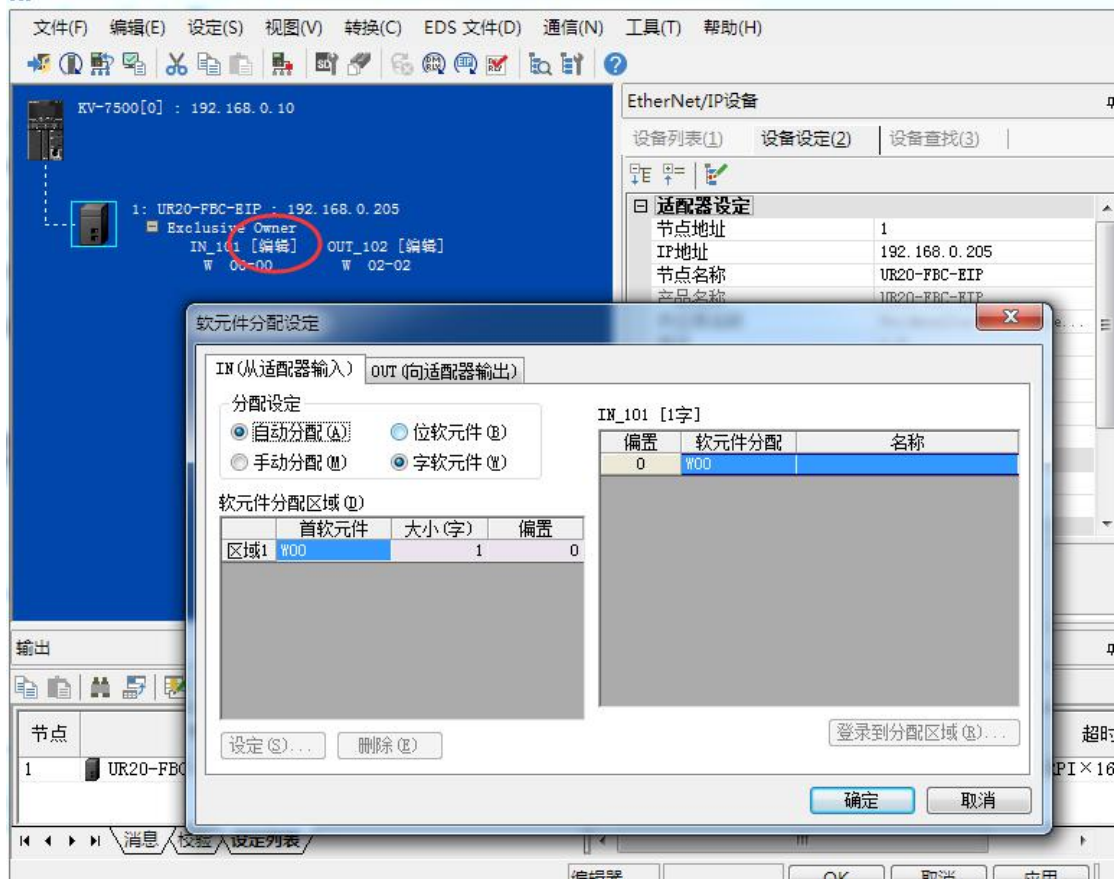 文件(F) 编辑(E) 设定(S) 视图(V) 转换(C) EDS 文件(D) 通信(N) 工具(T) 帮助(H)
KV-7500[0] : 192.168.0.10
1: UR20-FBC-EIP : 192.168.0.205
Exclusive Owner
IN_101 [编辑] OUT_102 [编辑]
W 00-00 W 02-02
EtherNet/IP设备
设备列表(1) 设备设定(2) 设备查找(3)
适配器设定
节点地址 1
IP地址 192.168.0.205
节点名称 UR20-FBC-EIP
产品名称 UR20-FBC-EIP
软元件分配设定
IN(从适配器输入) OUT(向适配器输出)
分配设定
自动分配(A) 位软元件(B)
手动分配(M) 字软元件(W)
软元件分配区域(D)
首软元件 大小(字) 偏置
区域1 W00 1 0
设定(S)... 删除(E)
IN_101 [1字]
偏置 软元件分配 名称
0 W00
登录到分配区域(R)...
确定 取消
输出
节点 超时
1 UR20-FBC PI×16
消息 校验 设定列表
编辑器 OK 取消 应用